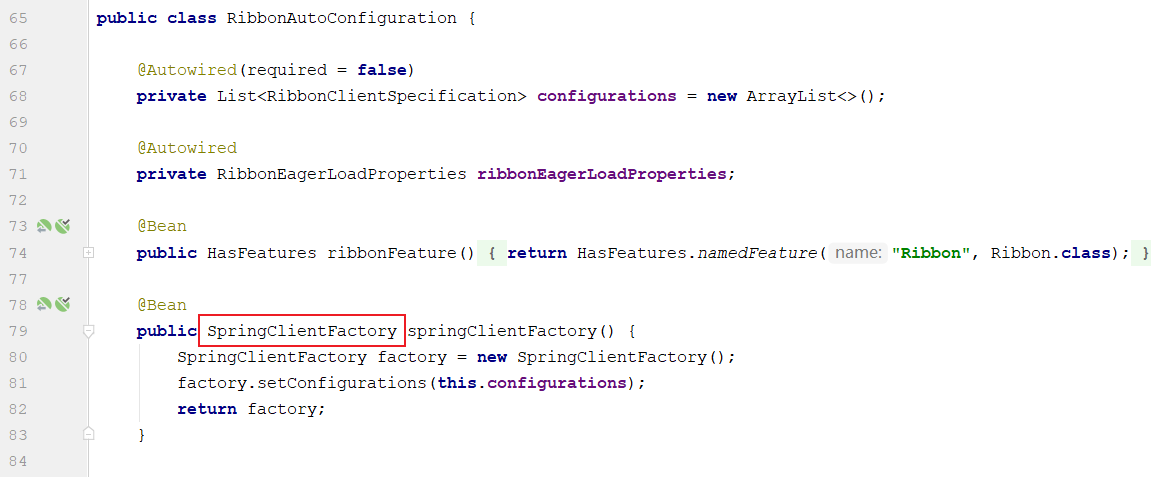 65 public class RibbonAutoConfiguration {
66
67     @Autowired(required = false)
68     private List<RibbonClientSpecification> configurations = new ArrayList<>();
69
70     @Autowired
71     private RibbonEagerLoadProperties ribbonEagerLoadProperties;
72
73     @Bean
74     public HasFeatures ribbonFeature() { return HasFeatures.namedFeature( name: "Ribbon", Ribbon.class); }
77
78     @Bean
79     public SpringClientFactory springClientFactory() {
80         SpringClientFactory factory = new SpringClientFactory();
81         factory.setConfigurations(this.configurations);
82         return factory;
83     }
84